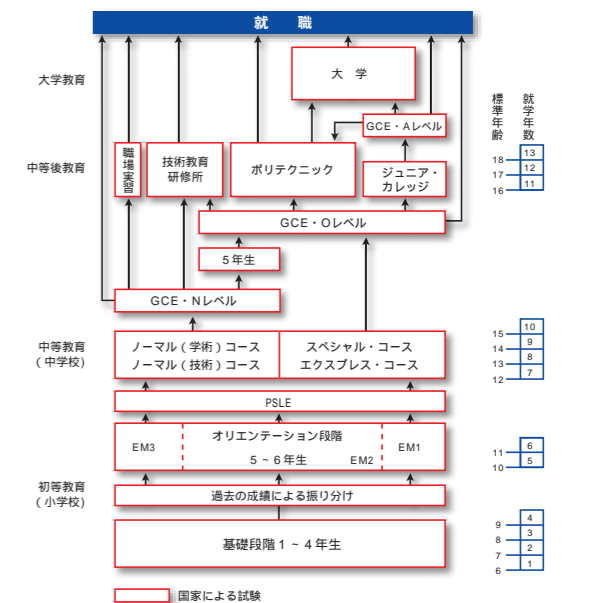 就 職
大学教育
大 学
標準年齢
就学年数
GCE・Aレベル
中等後教育
職場実習
技術教育
研修所
ポリテクニック
ジュニア・
カレッジ
13
18
12
17
11
16
GCE・Oレベル
5年生
GCE・Nレベル
中等教育
(中学校)
ノーマル(学術)コース
ノーマル(技術)コース
スペシャル・コース
エクスプレス・コース
10
15
9
14
8
13
7
12
PSLE
オリエンテーション段階
EM3
EM1
5~6年生
EM2
6
11
5
10
初等教育
(小学校)
過去の成績による振り分け
基礎段階1~4年生
4
9
3
8
2
7
1
6
国家による試験